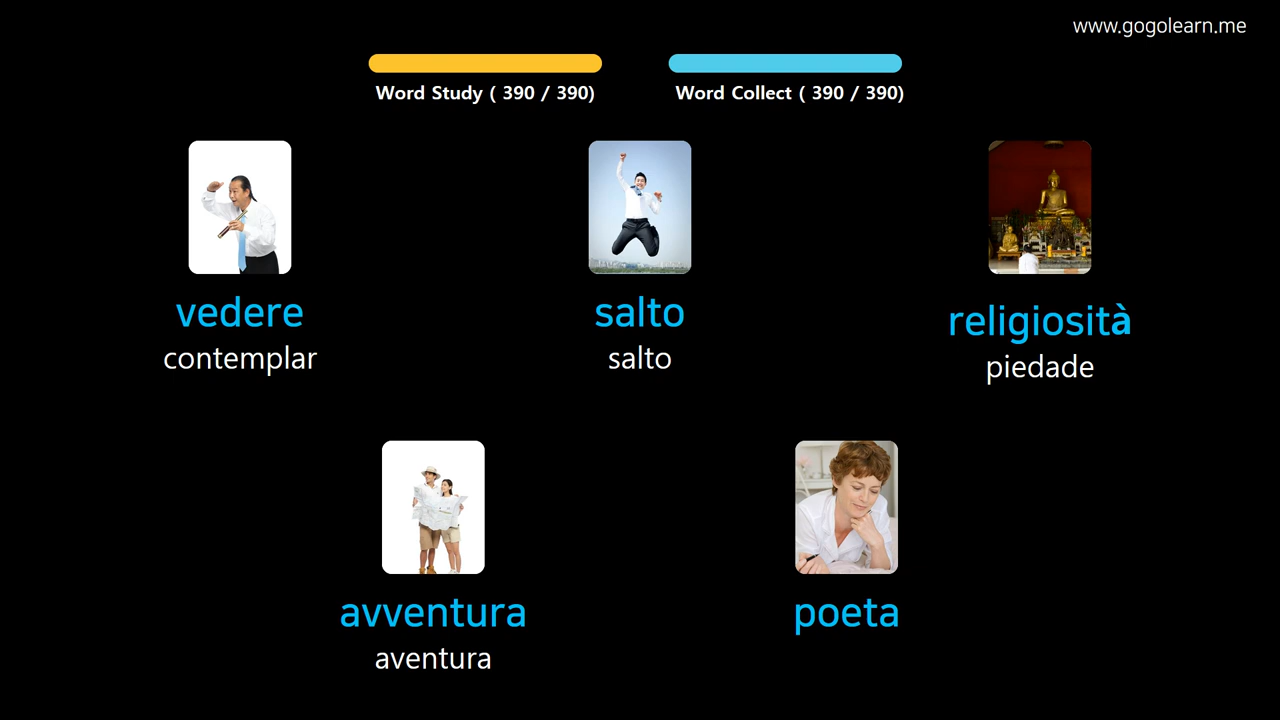 www.gogolearn.me
Word Study ( 390 / 390)
Word Collect ( 390 / 390)
vedere
contemplar
salto
salto
religiosità
piedade
avventura
aventura
poeta